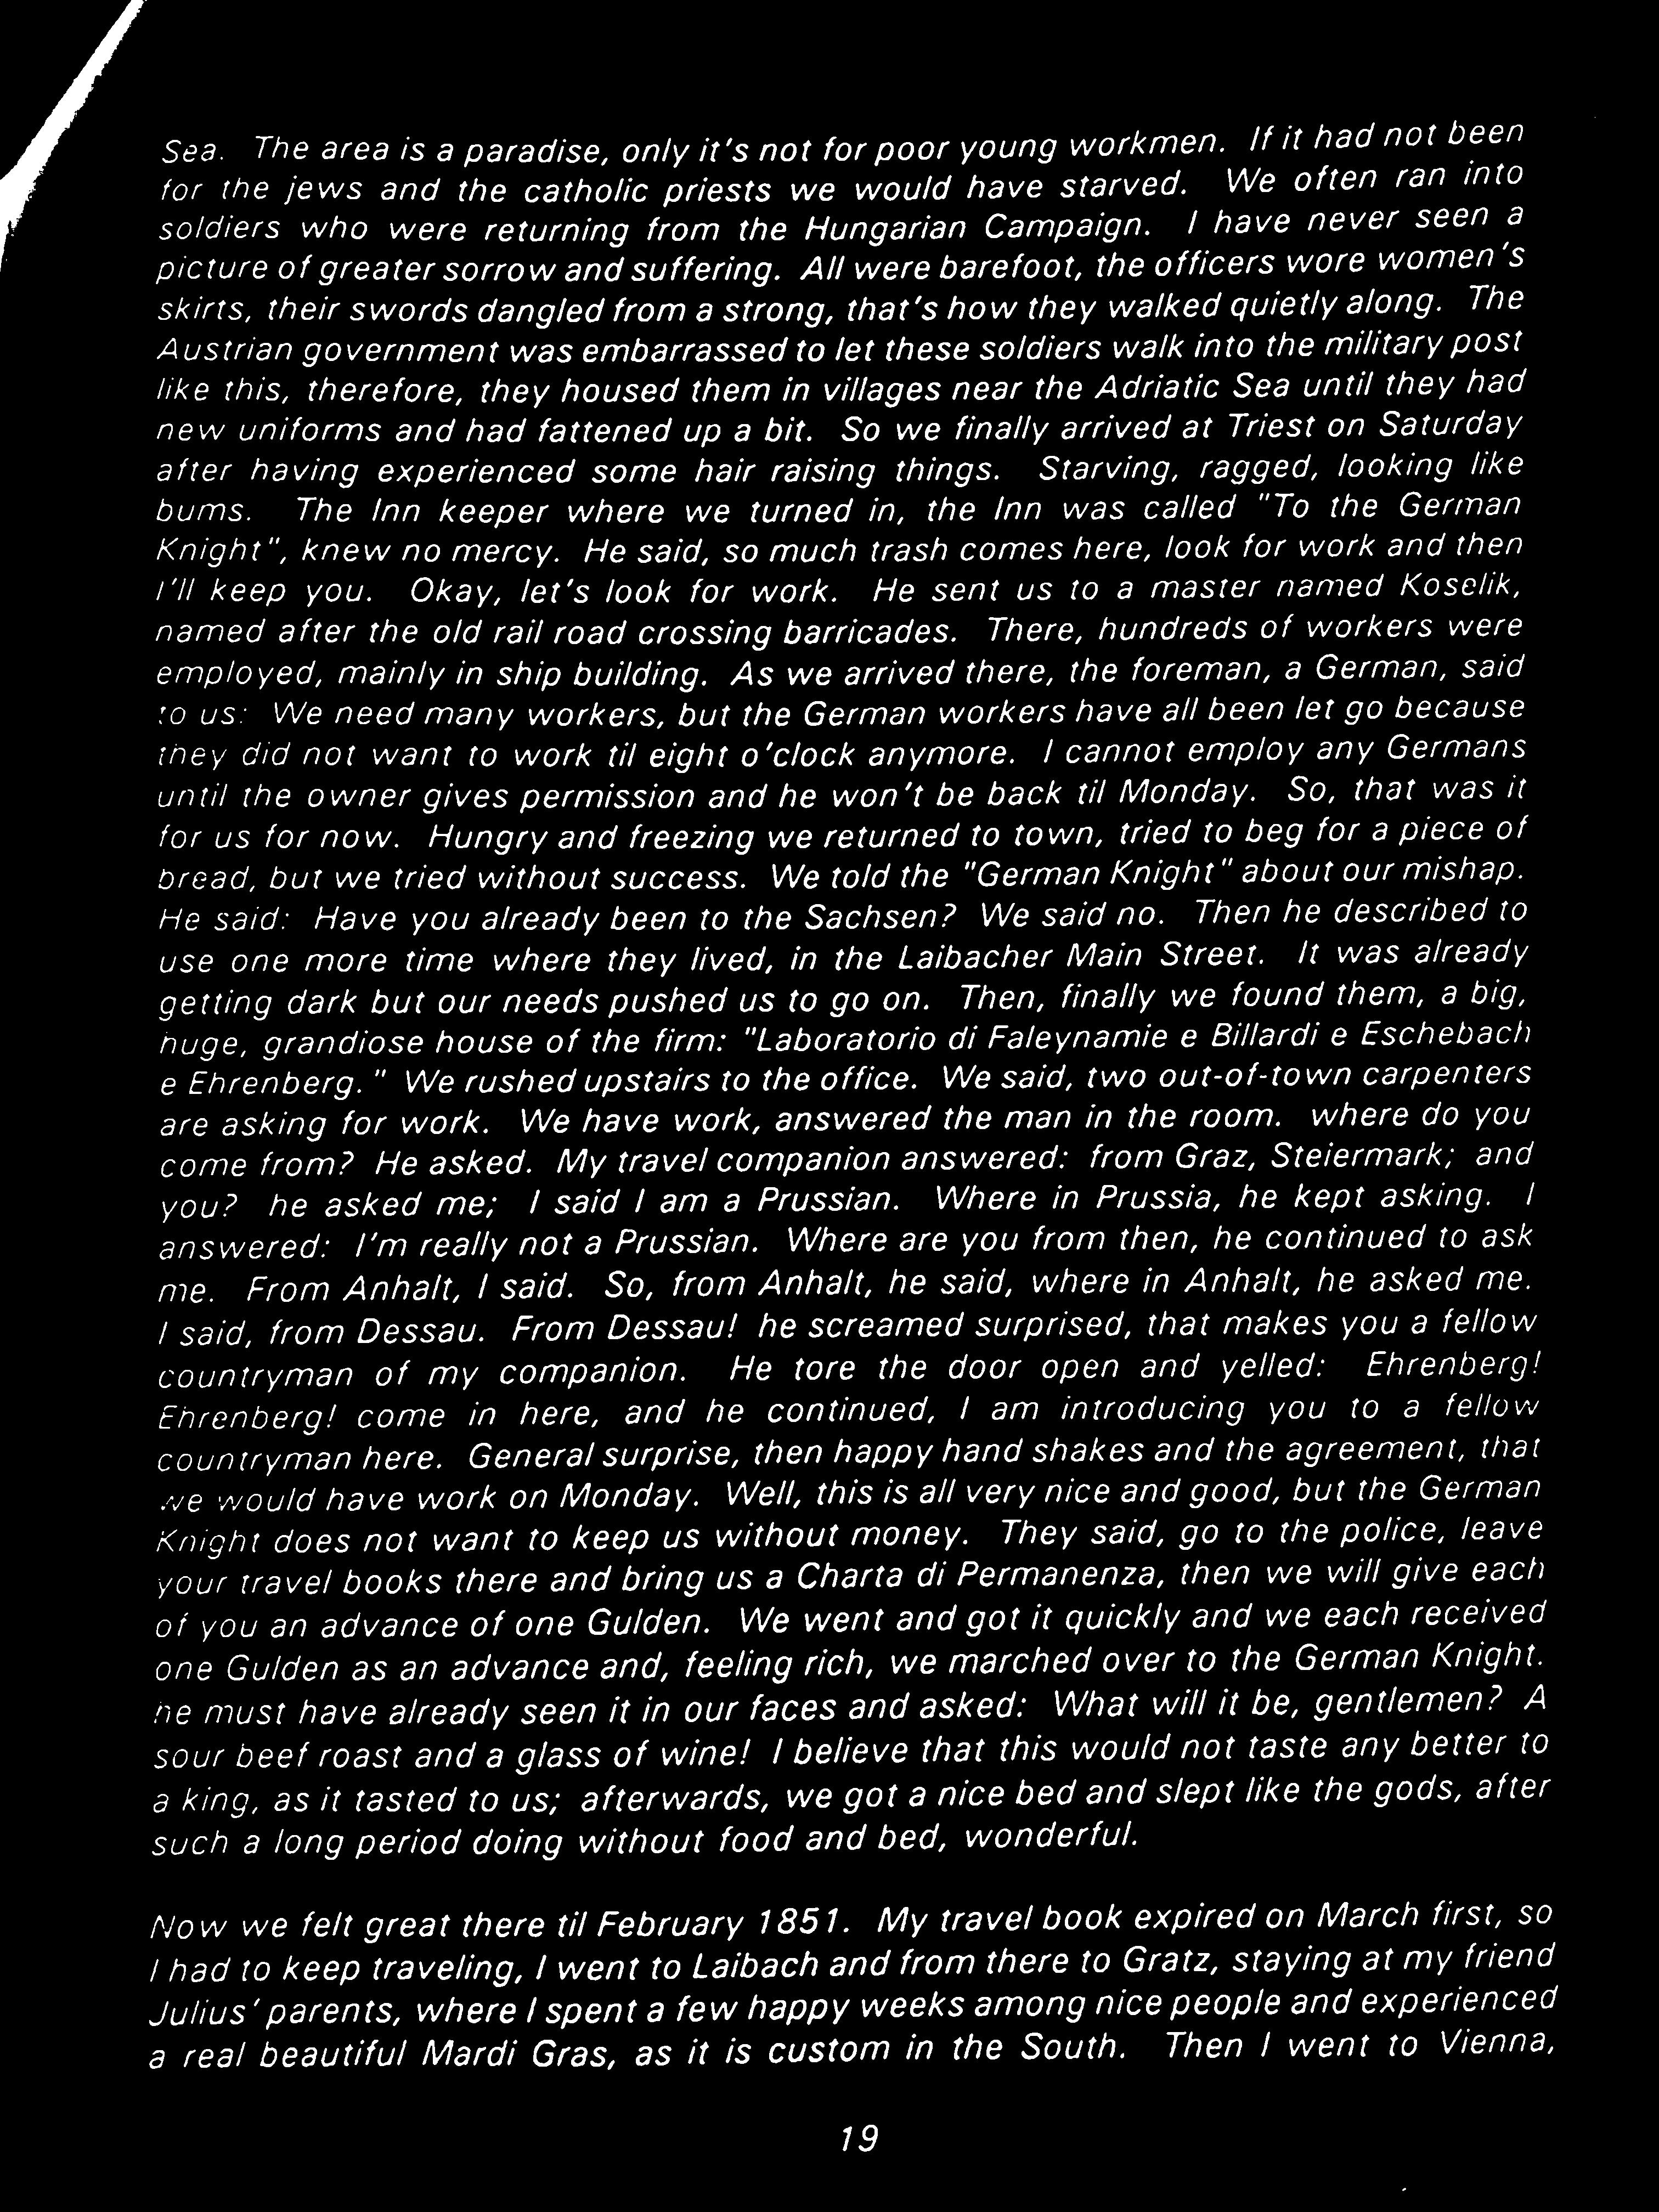 Sea. The area is a paradise, only it's not for poor young workmen. If it had not been
for the jews and the catholic priests we would have starved. We often ran into
soldiers who were returning from the Hungarian Campaign. I have never seen a
picture of greater sorrow and suffering. All were barefoot, the officers wore women's
skirts, their swords dangled from a strong, that's how they walked quietly along. The
Austrian government was embarrassed to let these soldiers walk into the military post
like this, therefore, they housed them in villages near the Adriatic Sea until they had
new uniforms and had fattened up a bit. So we finally arrived at Triest on Saturday
after having experienced some hair raising things. Starving, ragged, looking like
bums. The Inn keeper where we turned in, the Inn was called "To the German
Knight", knew no mercy. He said, so much trash comes here, look for work and then
I'll keep you. Okay, let's look for work. He sent us to a master named Koselik,
named after the old rail road crossing barricades. There, hundreds of workers were
employed, mainly in ship building. As we arrived there, the foreman, a German, said
to us: We need many workers, but the German workers have all been let go because
they did not want to work til eight o'clock anymore. I cannot employ any Germans
until the owner gives permission and he won't be back til Monday. So, that was it
for us for now. Hungry and freezing we returned to town, tried to beg for a piece of
bread, but we tried without success. We told the "German Knight" about our mishap.
He said: Have you already been to the Sachsen? We said no. Then he described to
use one more time where they lived, in the Laibacher Main Street. It was already
getting dark but our needs pushed us to go on. Then, finally we found them, a big,
huge, grandiose house of the firm: "Laboratorio di Faleynamie e Billardi e Eschebach
e Ehrenberg." We rushed upstairs to the office. We said, two out-of-town carpenters
are asking for work. We have work, answered the man in the room. where do you
come from? He asked. My travel companion answered: from Graz, Steiermark; and
you? he asked me; I said I am a Prussian. Where in Prussia, he kept asking. I
answered: I'm really not a Prussian. Where are you from then, he continued to ask
me. From Anhalt, I said. So, from Anhalt, he said, where in Anhalt, he asked me.
I said, from Dessau. From Dessau! he screamed surprised, that makes you a fellow
countryman of my companion. He tore the door open and yelled: Ehrenberg!
Ehrenberg! come in here, and he continued, I am introducing you to a fellow
countryman here. General surprise, then happy hand shakes and the agreement, that
we would have work on Monday. Well, this is all very nice and good, but the German
Knight does not want to keep us without money. They said, go to the police, leave
your travel books there and bring us a Charta di Permanenza, then we will give each
of you an advance of one Gulden. We went and got it quickly and we each received
one Gulden as an advance and, feeling rich, we marched over to the German Knight.
he must have already seen it in our faces and asked: What will it be, gentlemen? A
sour beef roast and a glass of wine! I believe that this would not taste any better to
a king, as it tasted to us; afterwards, we got a nice bed and slept like the gods, after
such a long period doing without food and bed, wonderful.
Now we felt great there til February 1851. My travel book expired on March first, so
I had to keep traveling, I went to Laibach and from there to Gratz, staying at my friend
Julius' parents, where I spent a few happy weeks among nice people and experienced
a real beautiful Mardi Gras, as it is custom in the South. Then I went to Vienna,
19